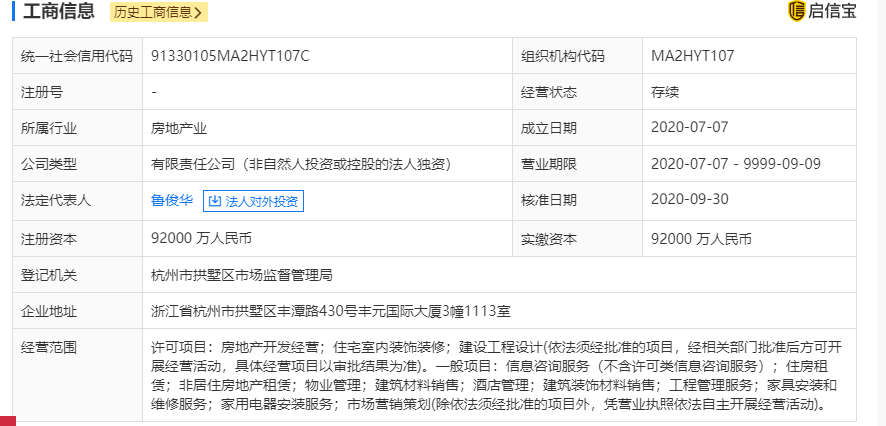 工商信息 历史工商信息 启信宝
统一社会信用代码 91330105MA2HYT107C 组织机构代码 MA2HYT107
注册号 - 经营状态 存续
所属行业 房地产业 成立日期 2020-07-07
公司类型 有限责任公司（非自然人投资或控股的法人独资） 营业期限 2020-07-07 - 9999-09-09
法定代表人 鲁俊华 法人对外投资 核准日期 2020-09-30
注册资本 92000 万人民币 实缴资本 92000 万人民币
登记机关 杭州市拱墅区市场监督管理局
企业地址 浙江省杭州市拱墅区丰潭路430号丰元国际大厦3幢1113室
经营范围 许可项目：房地产开发经营；住宅室内装饰装修；建设工程设计(依法须经批准的项目，经相关部门批准后方可开
展经营活动，具体经营项目以审批结果为准)。一般项目：信息咨询服务（不含许可类信息咨询服务）；住房租
赁；非居住房地产租赁；物业管理；建筑材料销售；酒店管理；建筑装饰材料销售；工程管理服务；家具安装和
维修服务；家用电器安装服务；市场营销策划(除依法须经批准的项目外，凭营业执照依法自主开展经营活动)。